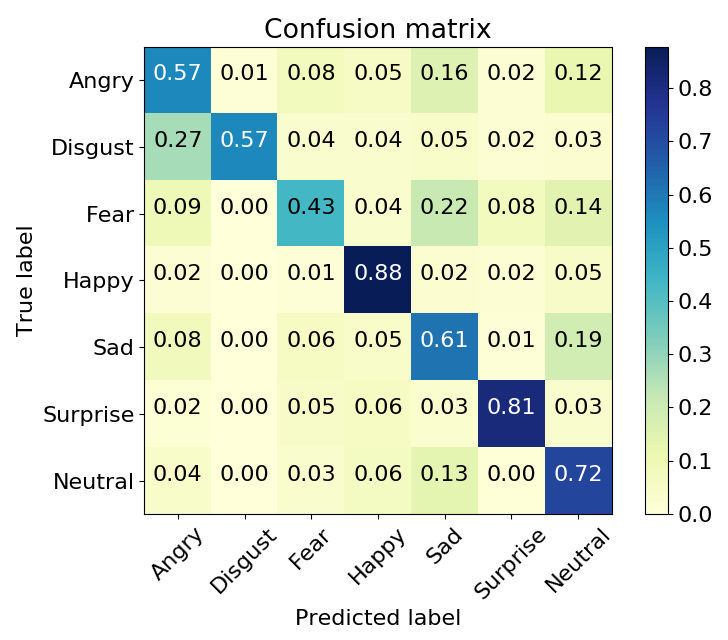 Confusion matrix
Angry 0.57 0.01 0.08 0.05 0.16 0.02 0.12
Disgust 0.27 0.57 0.04 0.04 0.05 0.02 0.03
Fear 0.09 0.00 0.43 0.04 0.22 0.08 0.14
Happy 0.02 0.00 0.01 0.88 0.02 0.02 0.05
Sad 0.08 0.00 0.06 0.05 0.61 0.01 0.19
Surprise 0.02 0.00 0.05 0.06 0.03 0.81 0.03
Neutral 0.04 0.00 0.03 0.06 0.13 0.00 0.72
True label
Angry Disgust Fear Happy Sad Surprise Neutral
Predicted label
0.8
0.7
0.6
0.5
0.4
0.3
0.2
0.1
0.0